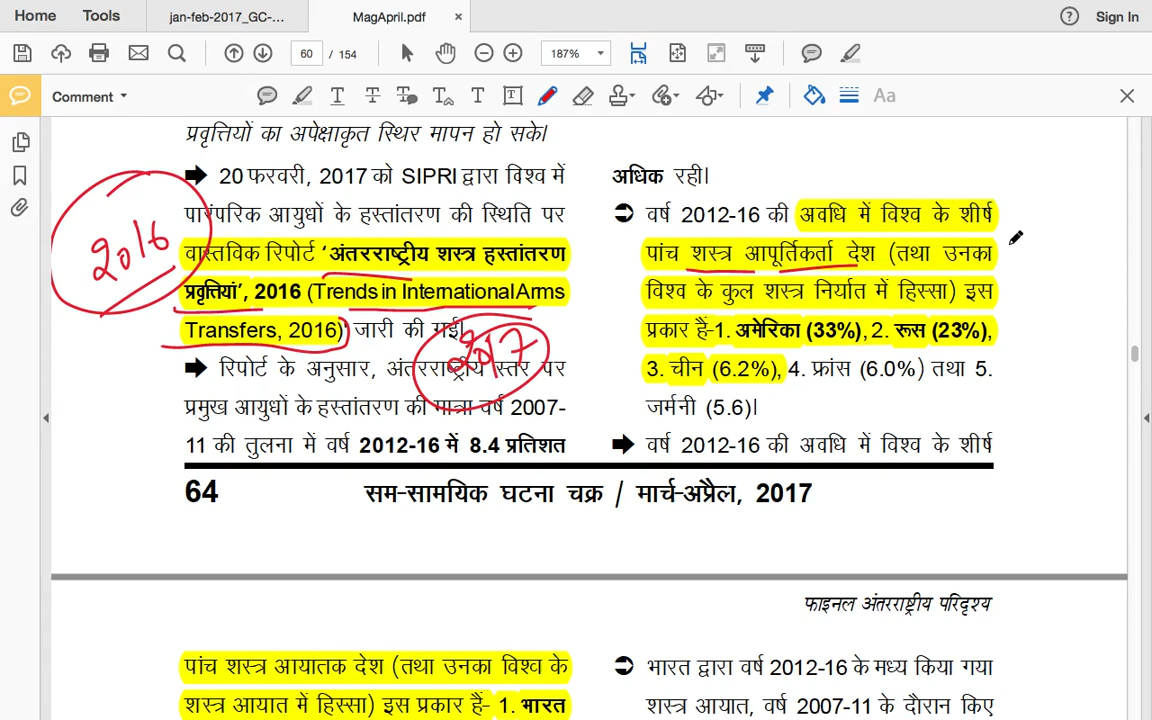 Home Tools jan-feb-2017_GC-... MagApril.pdf × ? Sign In
60 / 154 187%
Comment Aa
प्रवृत्तियों का अपेक्षाकृत स्थिर मापन हो सके।
20 फरवरी, 2017 को SIPRI द्वारा विश्व में
पारंपरिक आयुधों के हस्तांतरण की स्थिति पर
वास्तविक रिपोर्ट 'अंतरराष्ट्रीय शस्त्र हस्तांतरण
प्रवृत्तियां', 2016 (Trends in International Arms
Transfers, 2016)' जारी की गई।
रिपोर्ट के अनुसार, अंतरराष्ट्रीय स्तर पर
प्रमुख आयुधों के हस्तांतरण की मात्रा वर्ष 2007-
11 की तुलना में वर्ष 2012-16 में 8.4 प्रतिशत
2016
2017
अधिक रही।
वर्ष 2012-16 की अवधि में विश्व के शीर्ष
पांच शस्त्र आपूर्तिकर्ता देश (तथा उनका
विश्व के कुल शस्त्र निर्यात में हिस्सा) इस
प्रकार हैं-1. अमेरिका (33%), 2. रूस (23%),
3. चीन (6.2%), 4. फ्रांस (6.0%) तथा 5.
जर्मनी (5.6)।
वर्ष 2012-16 की अवधि में विश्व के शीर्ष
64 सम-सामयिक घटना चक्र / मार्च-अप्रैल, 2017
फाइनल अंतरराष्ट्रीय परिदृश्य
पांच शस्त्र आयातक देश (तथा उनका विश्व के
शस्त्र आयात में हिस्सा) इस प्रकार हैं- 1. भारत
भारत द्वारा वर्ष 2012-16 के मध्य किया गया
शस्त्र आयात, वर्ष 2007-11 के दौरान किए